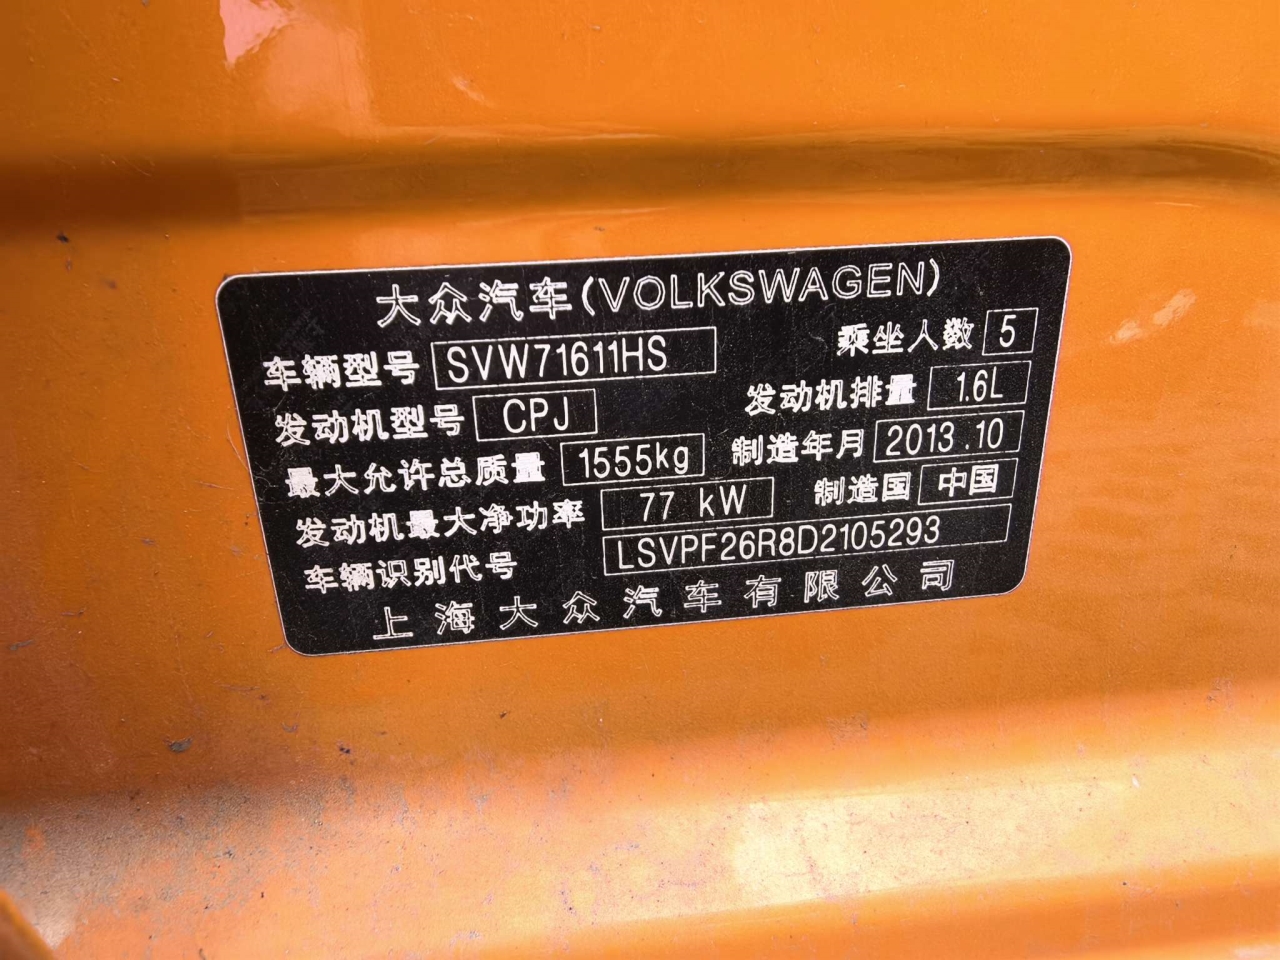 大众汽车(VOLKSWAGEN)
车辆型号 SVW71611HS 乘坐人数 5
发动机型号 CPJ 发动机排量 1.6L
最大允许总质量 1555kg 制造年月 2013.10
发动机最大净功率 77 kW 制造国 中国
车辆识别代号 LSVPF26R8D2105293
上海大众汽车有限公司